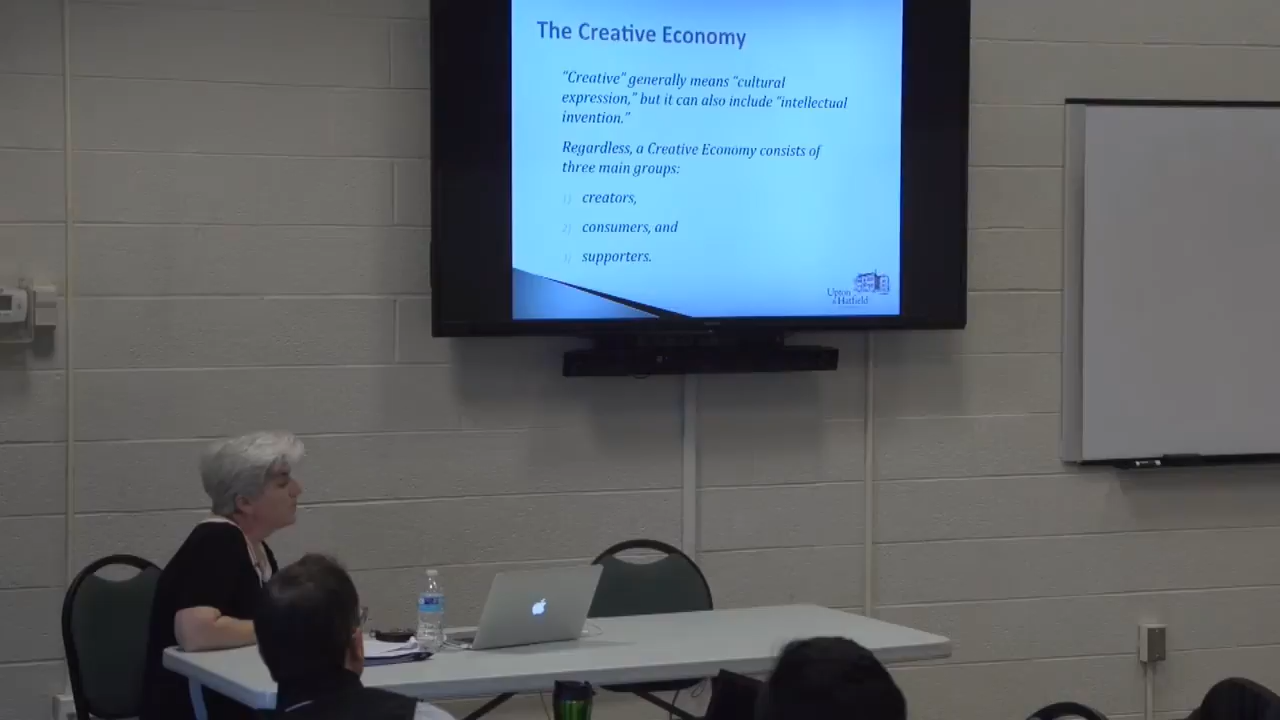 The Creative Economy
“Creative” generally means “cultural
expression,” but it can also include “intellectual
invention.”
Regardless, a Creative Economy consists of
three main groups:
1) creators,
2) consumers, and
3) supporters.
Upton
& Hatfield